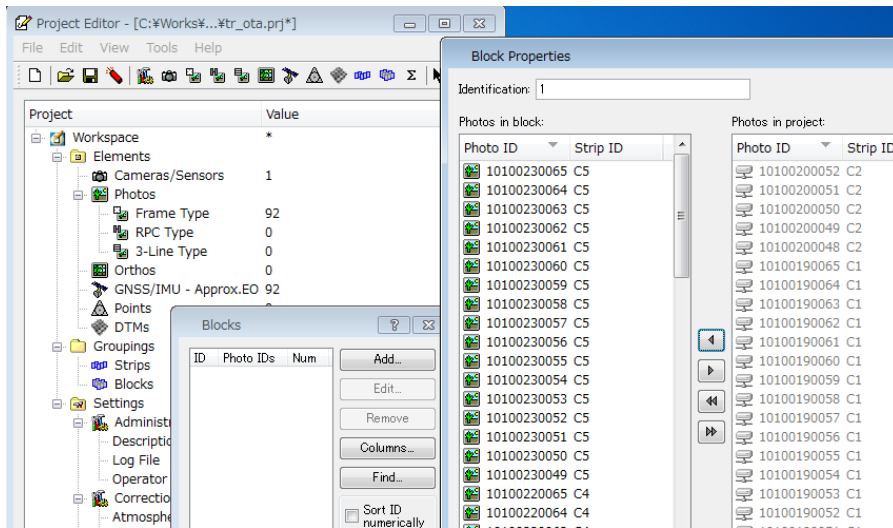 Project Editor - [C:¥Works¥...¥tr_ota.prj*]
File Edit View Tools Help
Project Value
Workspace *
Elements
Cameras/Sensors 1
Photos
Frame Type 92
RPC Type 0
3-Line Type 0
Orthos 0
GNSS/IMU - Approx.EO 92
Points
DTMs
Groupings
Strips
Blocks
Settings
Administ
Descriptio
Log File
Operator
Correctio
Atmosphe
Blocks
ID Photo IDs Num
Add...
Edit...
Remove
Columns...
Find...
Sort ID
numerically
Block Properties
Identification: 1
Photos in block:
Photo ID Strip ID
10100230065 C5
10100230064 C5
10100230063 C5
10100230062 C5
10100230061 C5
10100230060 C5
10100230059 C5
10100230058 C5
10100230057 C5
10100230056 C5
10100230055 C5
10100230054 C5
10100230053 C5
10100230052 C5
10100230051 C5
10100230050 C5
10100230049 C5
10100220065 C4
10100220064 C4
Photos in project:
Photo ID Strip ID
10100200052 C2
10100200051 C2
10100200050 C2
10100200049 C2
10100200048 C2
10100190065 C1
10100190064 C1
10100190063 C1
10100190062 C1
10100190061 C1
10100190060 C1
10100190059 C1
10100190058 C1
10100190057 C1
10100190056 C1
10100190055 C1
10100190054 C1
10100190053 C1
10100190052 C1